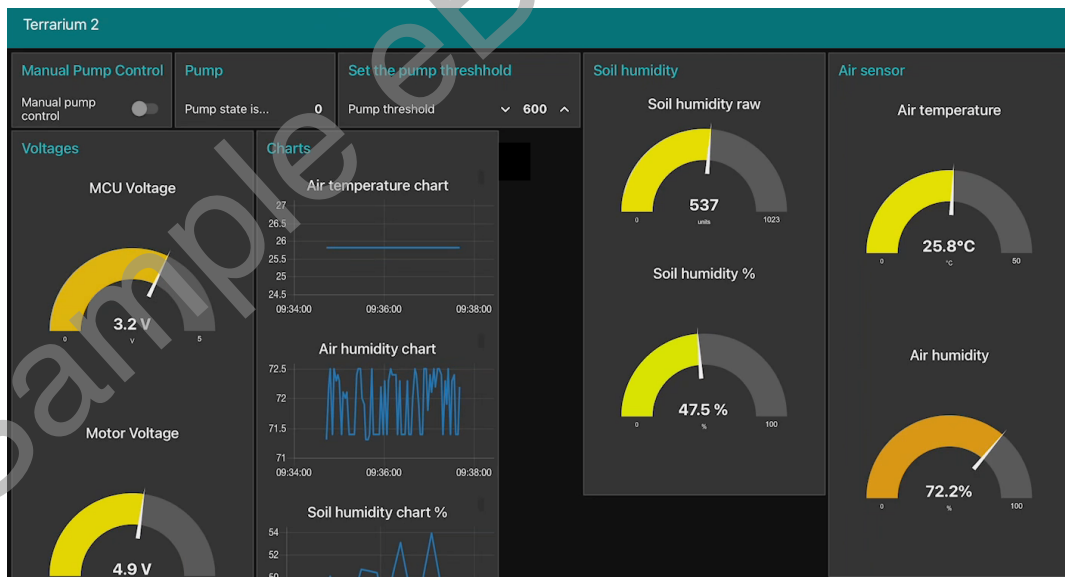 Terrarium 2
Manual Pump Control
Manual pump
control
Pump
Pump state is...
0
Set the pump threshhold
Pump threshold
600
Soil humidity
Soil humidity raw
537
units
0
1023
Soil humidity %
47.5 %
%
0
100
Air sensor
Air temperature
25.8°C
°C
0
50
Air humidity
72.2%
%
0
100
Voltages
MCU Voltage
3.2 V
V
0
5
Motor Voltage
4.9 V
Charts
Air temperature chart
27
26.5
26
25.5
25
24.5
09:34:00 09:36:00 09:38:00
Air humidity chart
72.5
72
71.5
71
09:34:00 09:36:00 09:38:00
Soil humidity chart %
54
52
50
Sample eB